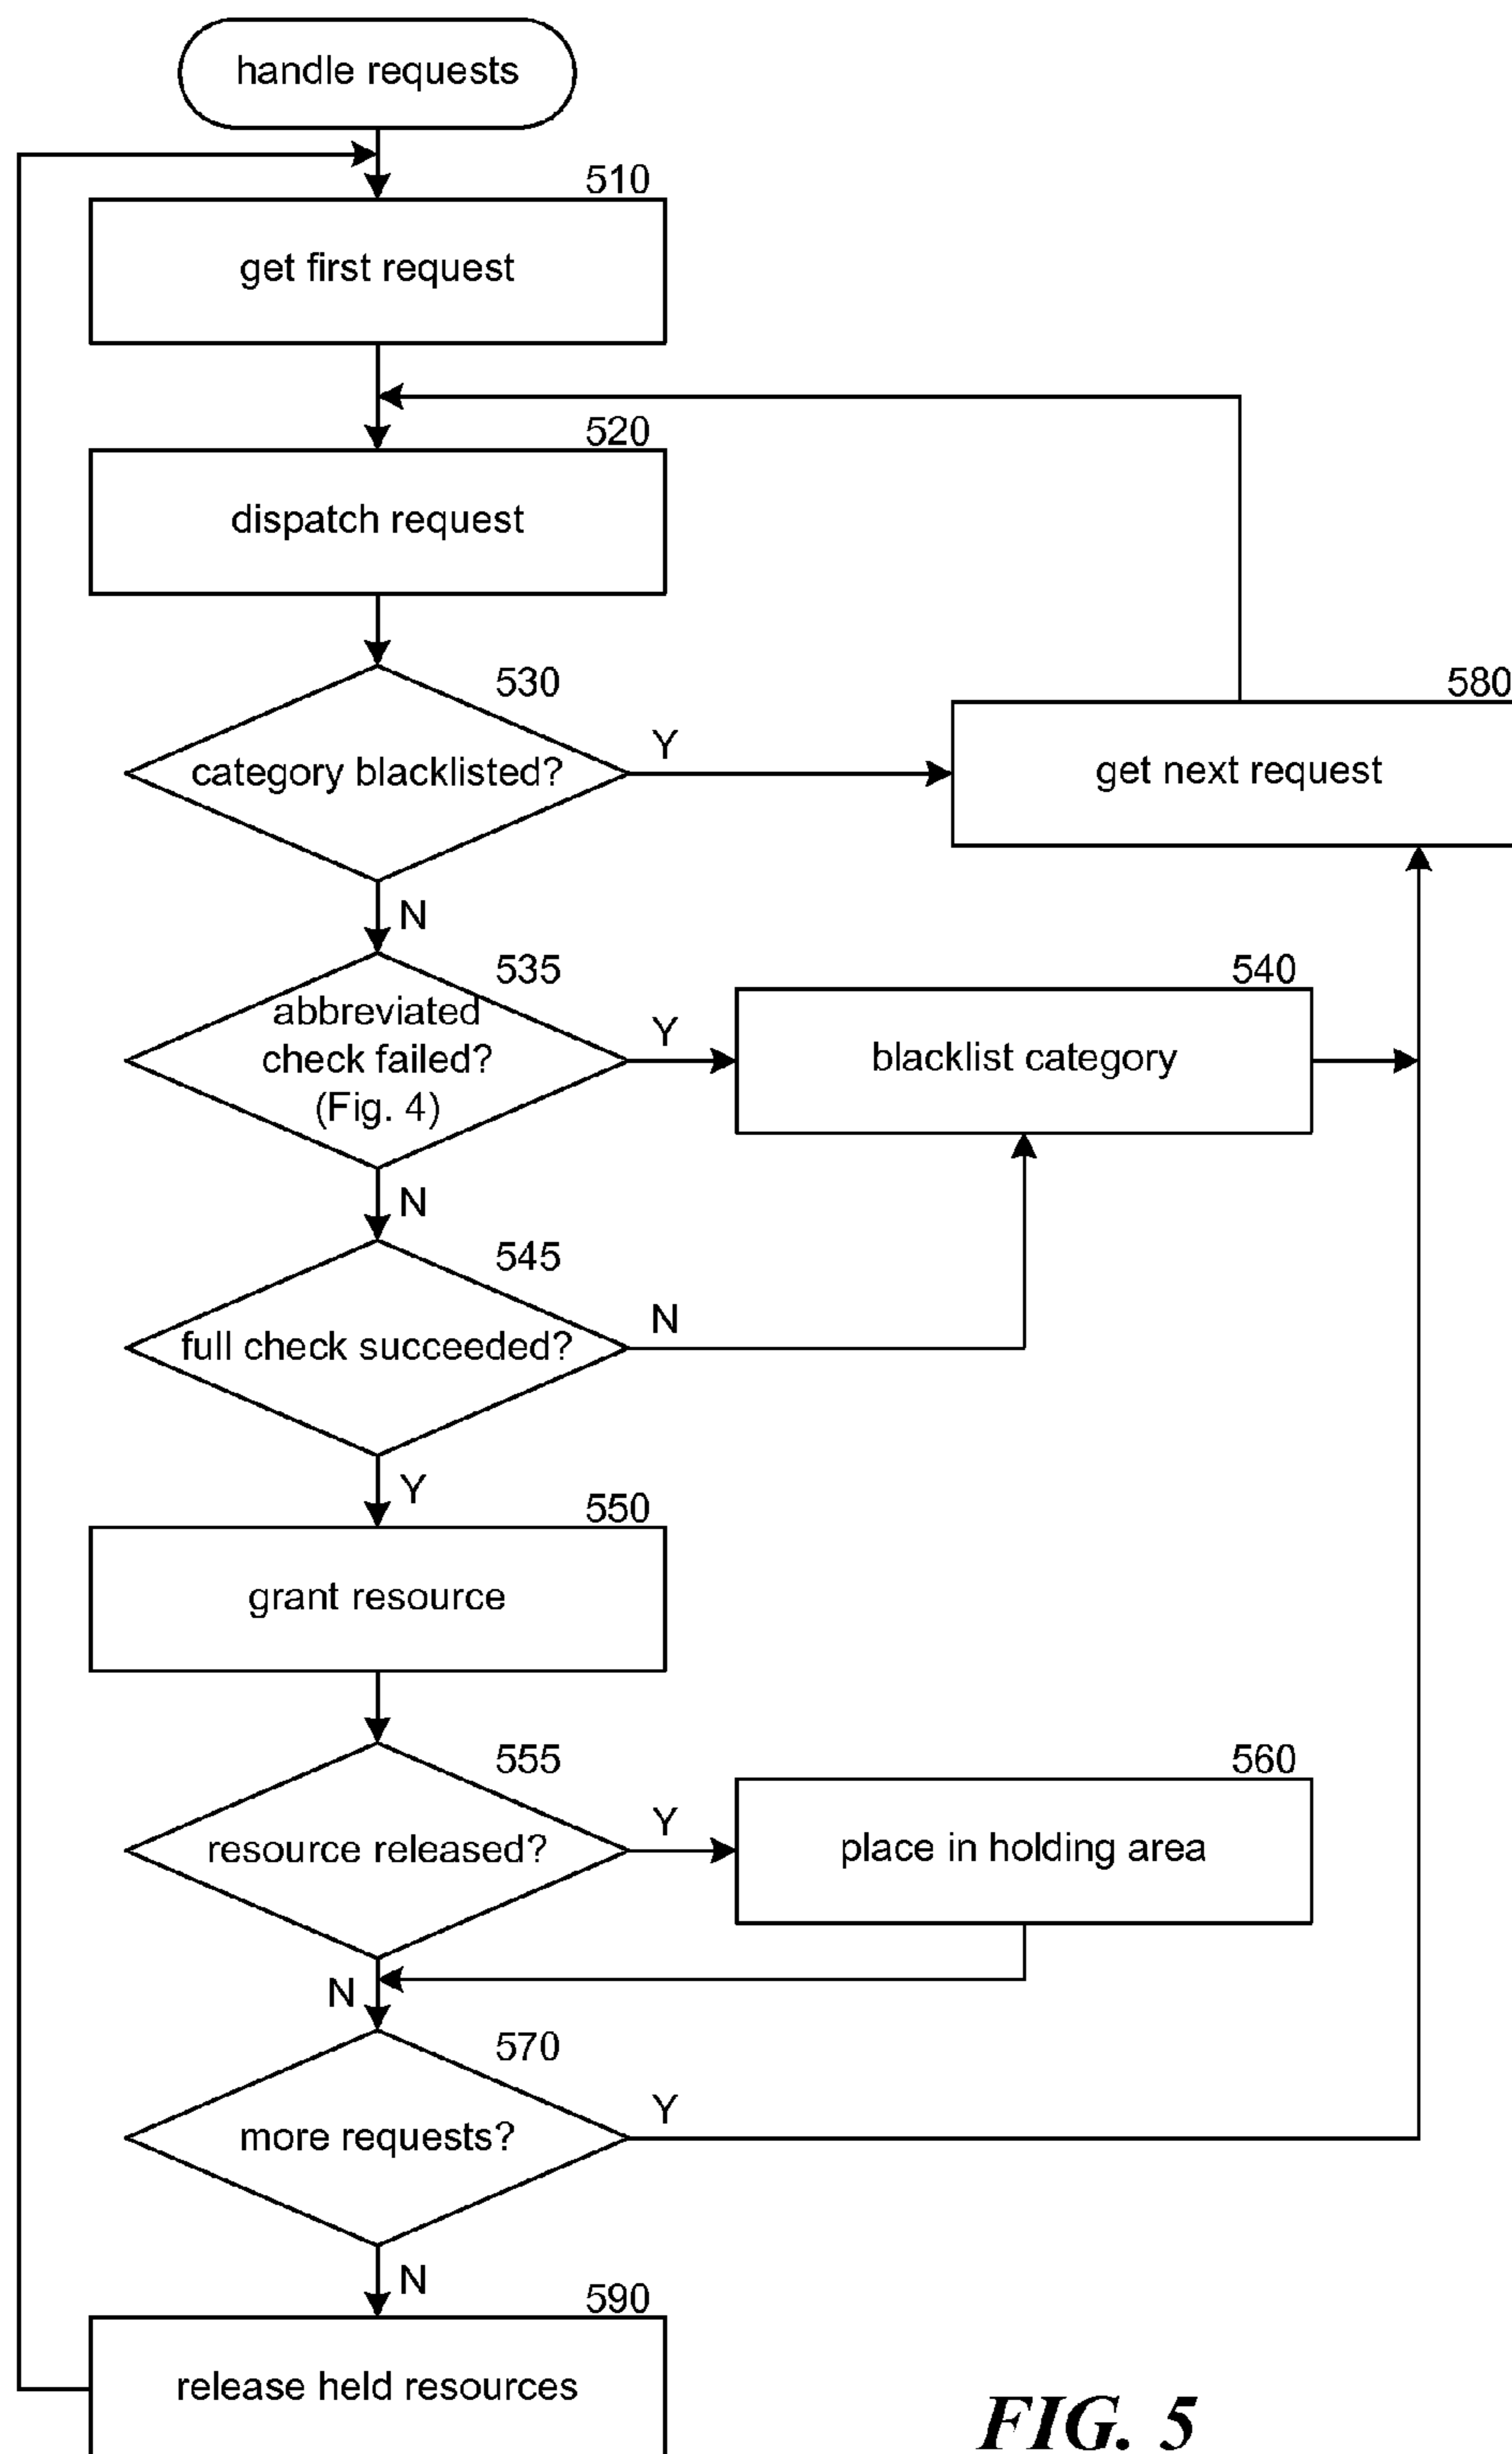 handle requests
510
get first request
520
dispatch request
530
category blacklisted?
Y
580
get next request
N
535
abbreviated
check failed?
(Fig. 4)
Y
540
blacklist category
N
545
full check succeeded?
N
Y
550
grant resource
555
resource released?
Y
560
place in holding area
N
570
more requests?
Y
N
590
release held resources
FIG. 5